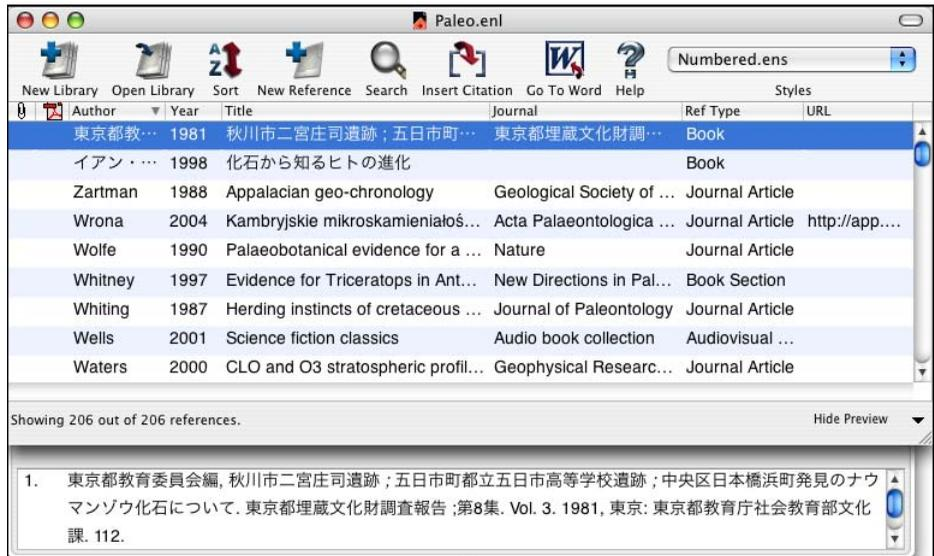 Paleo.enl
New Library Open Library Sort New Reference Search Insert Citation Go To Word Help Numbered.ens Styles
Author Year Title Journal Ref Type URL
東京都教… 1981 秋川市二宮庄司遺跡 ; 五日市町… 東京都埋蔵文化財調… Book
イアン・… 1998 化石から知るヒトの進化 Book
Zartman 1988 Appalacian geo-chronology Geological Society of … Journal Article
Wrona 2004 Kambryjskie mikroskamieniałoś… Acta Palaeontologica … Journal Article http://app.…
Wolfe 1990 Palaeobotanical evidence for a … Nature Journal Article
Whitney 1997 Evidence for Triceratops in Ant… New Directions in Pal… Book Section
Whiting 1987 Herding instincts of cretaceous … Journal of Paleontology Journal Article
Wells 2001 Science fiction classics Audio book collection Audiovisual …
Waters 2000 CLO and O3 stratospheric profil… Geophysical Researc… Journal Article
Showing 206 out of 206 references. Hide Preview
1. 東京都教育委員会編, 秋川市二宮庄司遺跡 ; 五日市町都立五日市高等学校遺跡 ; 中央区日本橋浜町発見のナウ
マンゾウ化石について. 東京都埋蔵文化財調査報告 ;第8集. Vol. 3. 1981, 東京: 東京都教育庁社会教育部文化
課. 112.